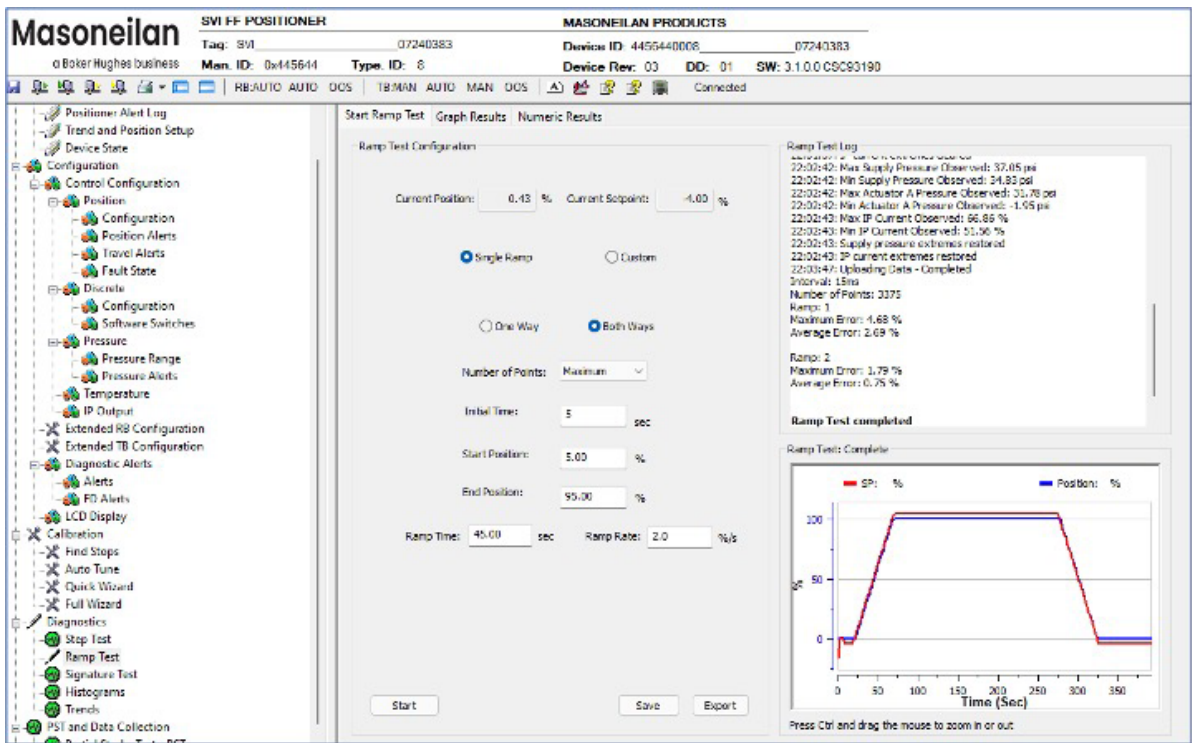 Masoneilan
a Baker Hughes business
SVI FF POSITIONER
MASONEILAN PRODUCTS
Tag: SVI_ 07240383
Device ID: 4456440008_ 07240383
Man. ID: 0x445644 Type. ID: 8
Device Rev: 03 DD: 01 SW: 3.1.0.0 CSC93190
RB:AUTO AUTO OOS TB:MAN AUTO MAN OOS Connected
Positioner Alert Log
Trend and Position Setup
Device State
Configuration
Control Configuration
Position
Configuration
Position Alerts
Travel Alerts
Fault State
Discrete
Configuration
Software Switches
Pressure
Pressure Range
Pressure Alerts
Temperature
IP Output
Extended RB Configuration
Extended TB Configuration
Diagnostic Alerts
Alerts
FD Alerts
LCD Display
Calibration
Find Stops
Auto Tune
Quick Wizard
Full Wizard
Diagnostics
Step Test
Ramp Test
Signature Test
Histograms
Trends
PST and Data Collection
Start Ramp Test Graph Results Numeric Results
Ramp Test Configuration
Current Position: 0.43 % Current Setpoint: -4.00 %
Single Ramp Custom
One Way Both Ways
Number of Points: Maximum
Initial Time: 5 sec
Start Position: 5.00 %
End Position: 95.00 %
Ramp Time: 45.00 sec Ramp Rate: 2.0 %/s
Start Save Export
Ramp Test Log
22:02:42: Max Supply Pressure Observed: 37.05 psi
22:02:42: Min Supply Pressure Observed: 34.83 psi
22:02:42: Max Actuator A Pressure Observed: 31.78 psi
22:02:42: Min Actuator A Pressure Observed: -1.95 psi
22:02:43: Max IP Current Observed: 66.86 %
22:02:43: Min IP Current Observed: 51.56 %
22:02:43: Supply pressure extremes restored
22:02:43: IP current extremes restored
22:03:47: Uploading Data - Completed
Interval: 15ms
Number of Points: 3375
Ramp: 1
Maximum Error: 4.68 %
Average Error: 2.69 %
Ramp: 2
Maximum Error: 1.79 %
Average Error: 0.75 %
Ramp Test completed
Ramp Test: Complete
SP: % Position: %
100
50
0
%
0 50 100 150 200 250 300 350
Time (Sec)
Press Ctrl and drag the mouse to zoom in or out